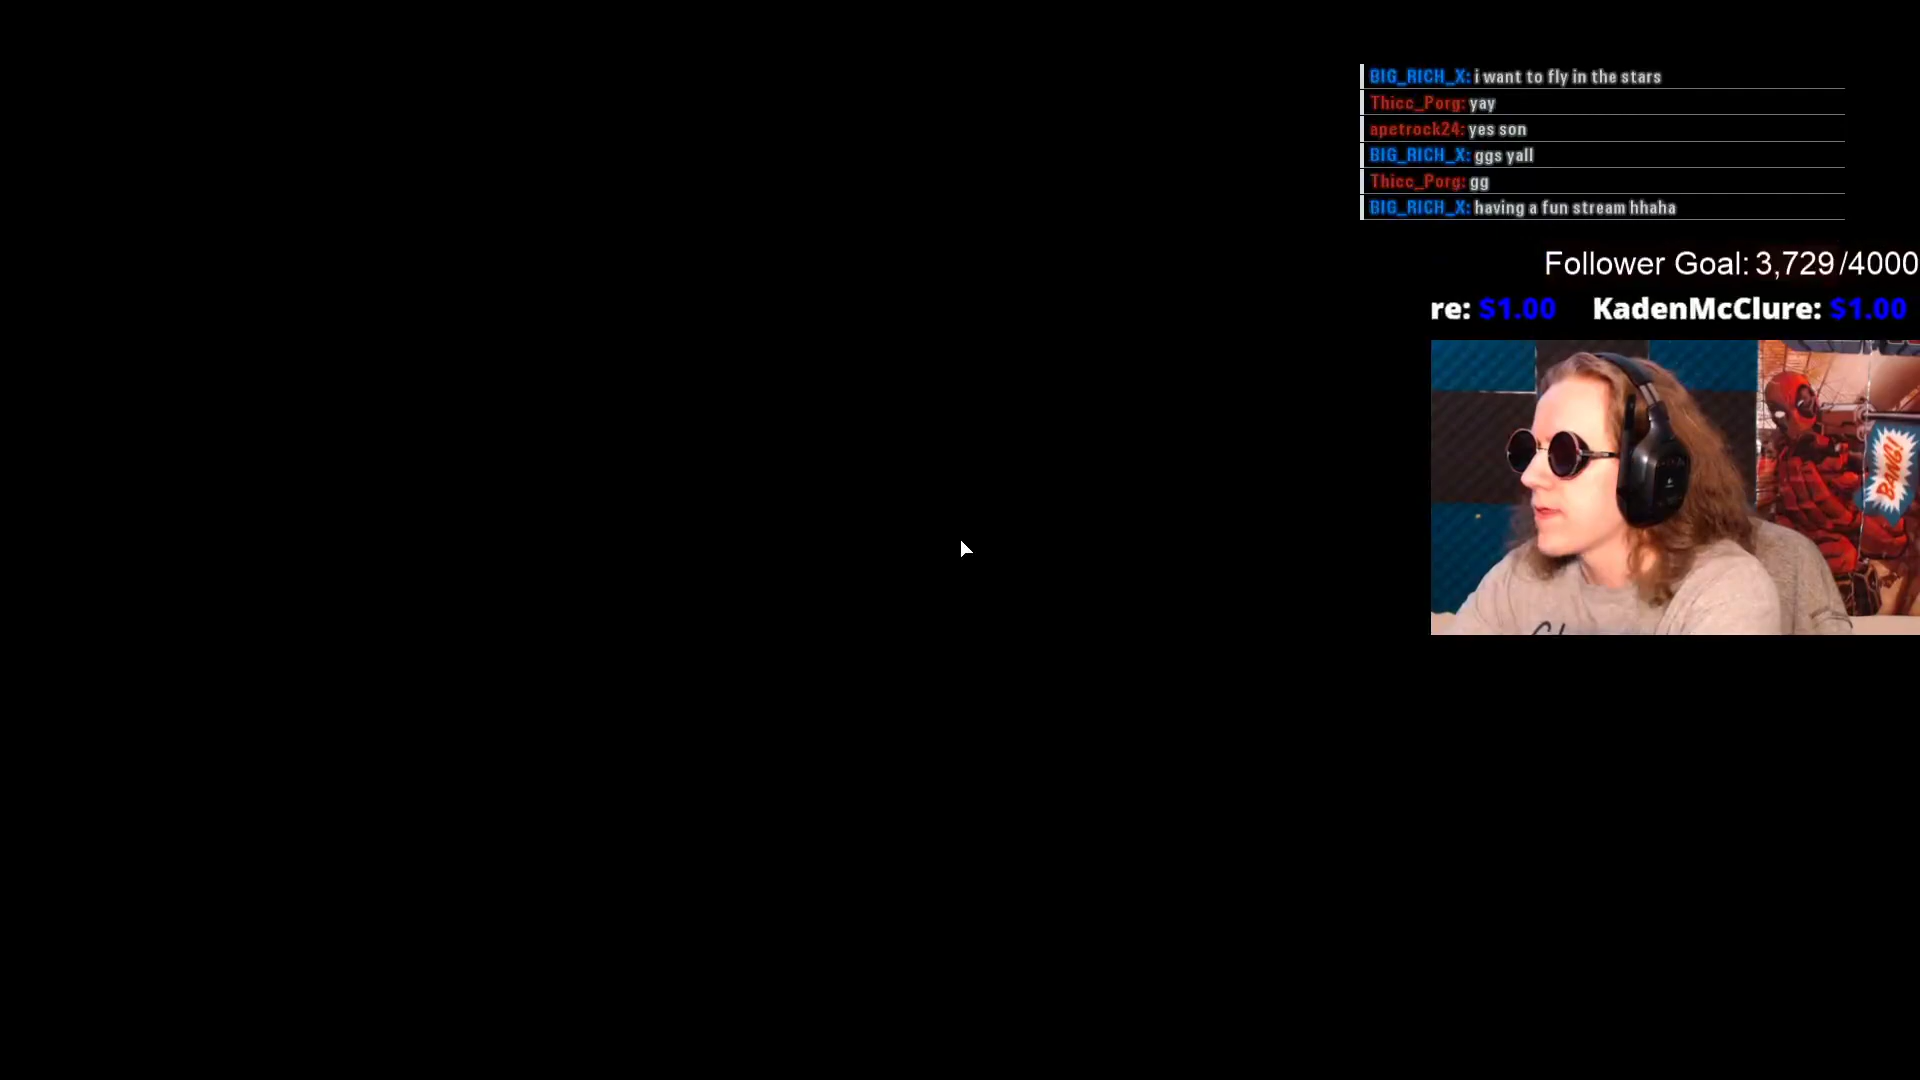 BIG_RICH_X: i want to fly in the stars
Thicc_Porg: yay
apetrock24: yes son
BIG_RICH_X: ggs yall
Thicc_Porg: gg
BIG_RICH_X: having a fun stream hhaha
Follower Goal: 3,729/4000
re: $1.00 KadenMcClure: $1.00
BANG!